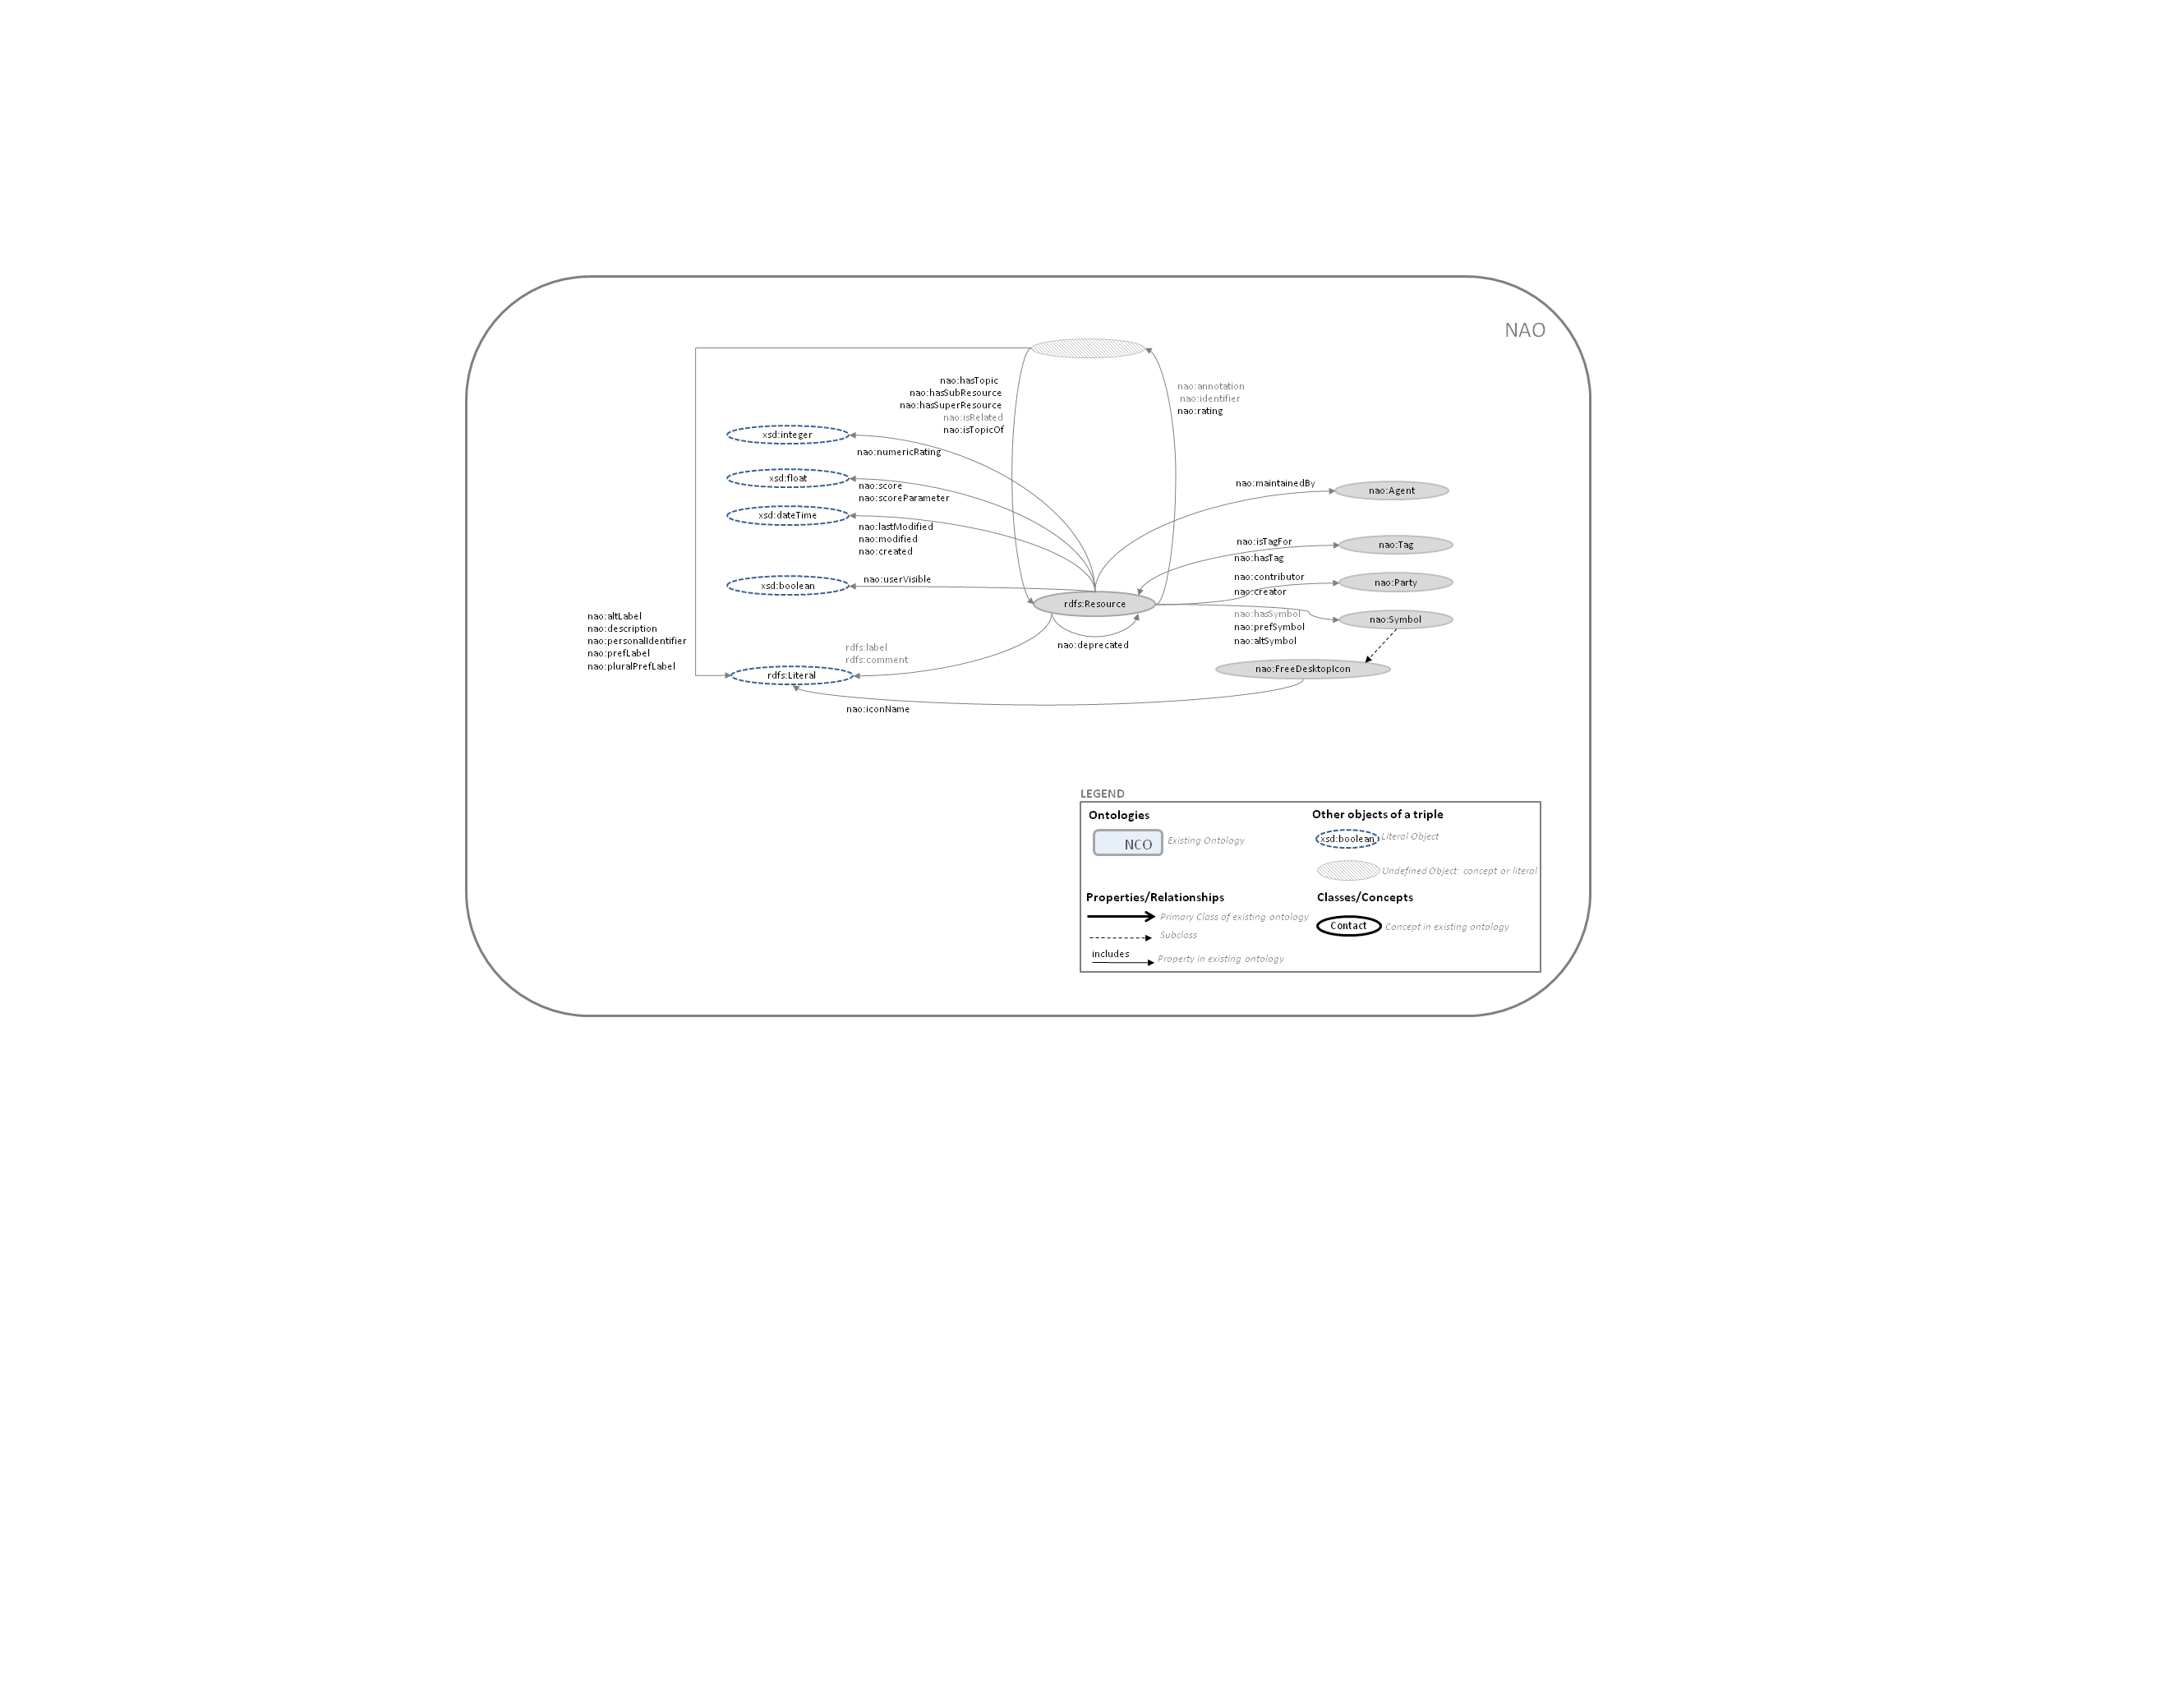 NAO
nao:hasTopic
nao:hasSubResource
nao:hasSuperResource
nao:isRelated
nao:isTopicOf
nao:annotation
nao:identifier
nao:rating
xsd:integer
nao:numericRating
xsd:float
nao:score
nao:scoreParameter
xsd:dateTime
nao:lastModified
nao:modified
nao:created
xsd:boolean
nao:userVisible
nao:maintainedBy
nao:Agent
nao:isTagFor
nao:hasTag
nao:Tag
nao:contributor
nao:creator
nao:Party
rdfs:Resource
nao:hasSymbol
nao:prefSymbol
nao:altSymbol
nao:Symbol
nao:deprecated
nao:altLabel
nao:description
nao:personalIdentifier
nao:prefLabel
nao:pluralPrefLabel
rdfs:label
rdfs:comment
rdfs:Literal
nao:FreeDesktopIcon
nao:iconName
LEGEND
Ontologies
NCO
Existing Ontology
Other objects of a triple
xsd:boolean
Literal Object
Undefined Object: concept or literal
Properties/Relationships
Primary Class of existing ontology
Subclass
includes
Property in existing ontology
Classes/Concepts
Contact
Concept in existing ontology